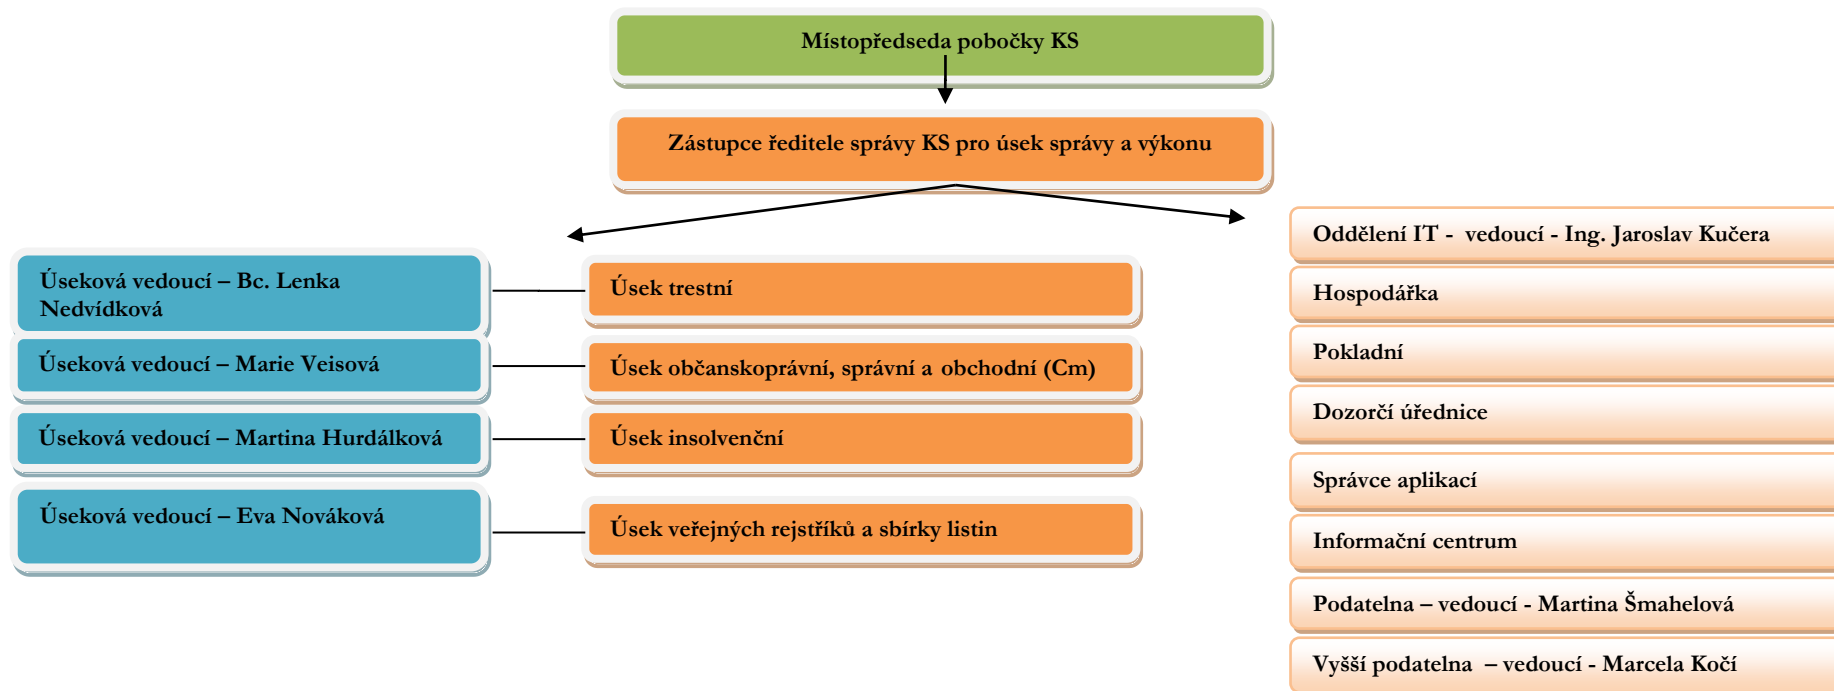 Místopředseda pobočky KS
Zástupce ředitele správy KS pro úsek správy a výkonu
Úseková vedoucí – Bc. Lenka
Nedvídková
Úsek trestní
Úseková vedoucí – Marie Veisová
Úsek občanskoprávní, správní a obchodní (Cm)
Úseková vedoucí – Martina Hurdálková
Úsek insolvenční
Úseková vedoucí – Eva Nováková
Úsek veřejných rejstříků a sbírky listin
Oddělení IT - vedoucí - Ing. Jaroslav Kučera
Hospodářka
Pokladní
Dozorčí úřednice
Správce aplikací
Informační centrum
Podatelna – vedoucí - Martina Šmahelová
Vyšší podatelna – vedoucí - Marcela Kočí